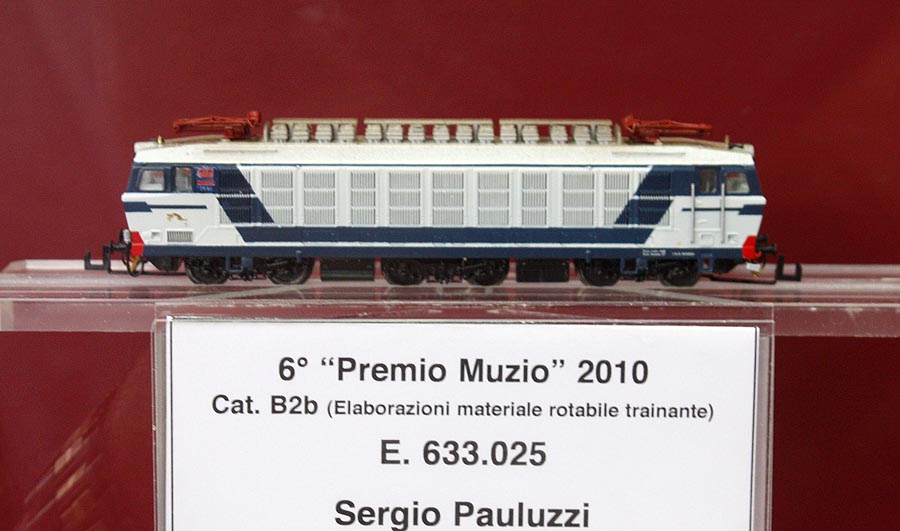 6° “Premio Muzio” 2010
Cat. B2b (Elaborazioni materiale rotabile trainante)
E. 633.025
Sergio Pauluzzi